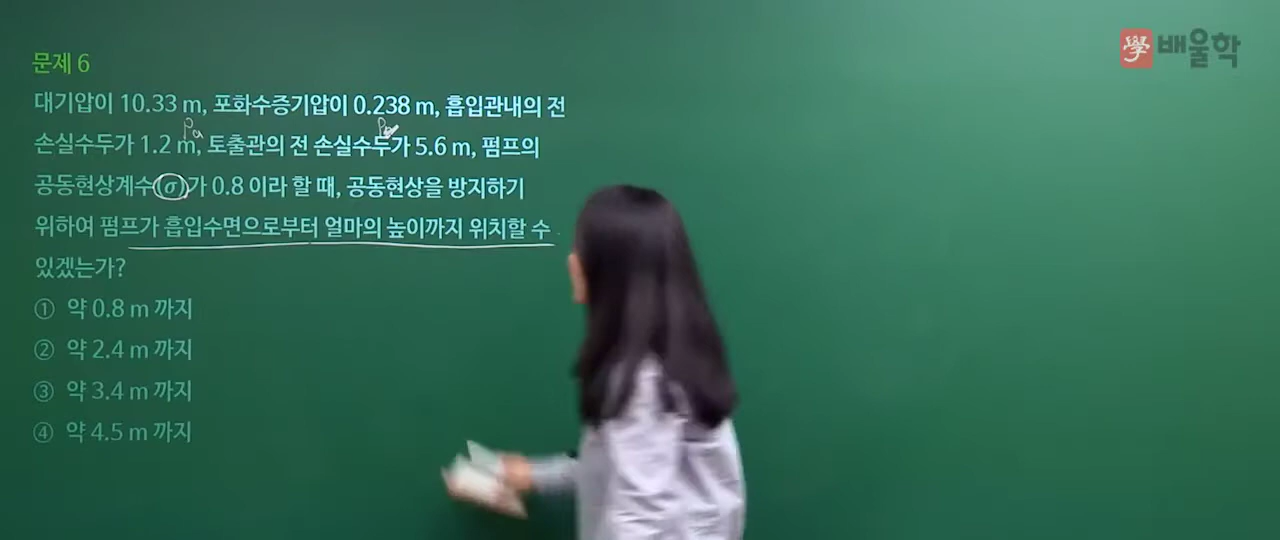 學 배울학
문제 6
대기압이 10.33 m, 포화수증기압이 0.238 m, 흡입관내의 전
Pa
손실수두가 1.2 m, 토출관의 전 손실수두가 5.6 m, 펌프의
공동현상계수(σ)가 0.8 이라 할 때, 공동현상을 방지하기
위하여 펌프가 흡입수면으로부터 얼마의 높이까지 위치할 수
있겠는가?
① 약 0.8 m 까지
② 약 2.4 m 까지
③ 약 3.4 m 까지
④ 약 4.5 m 까지